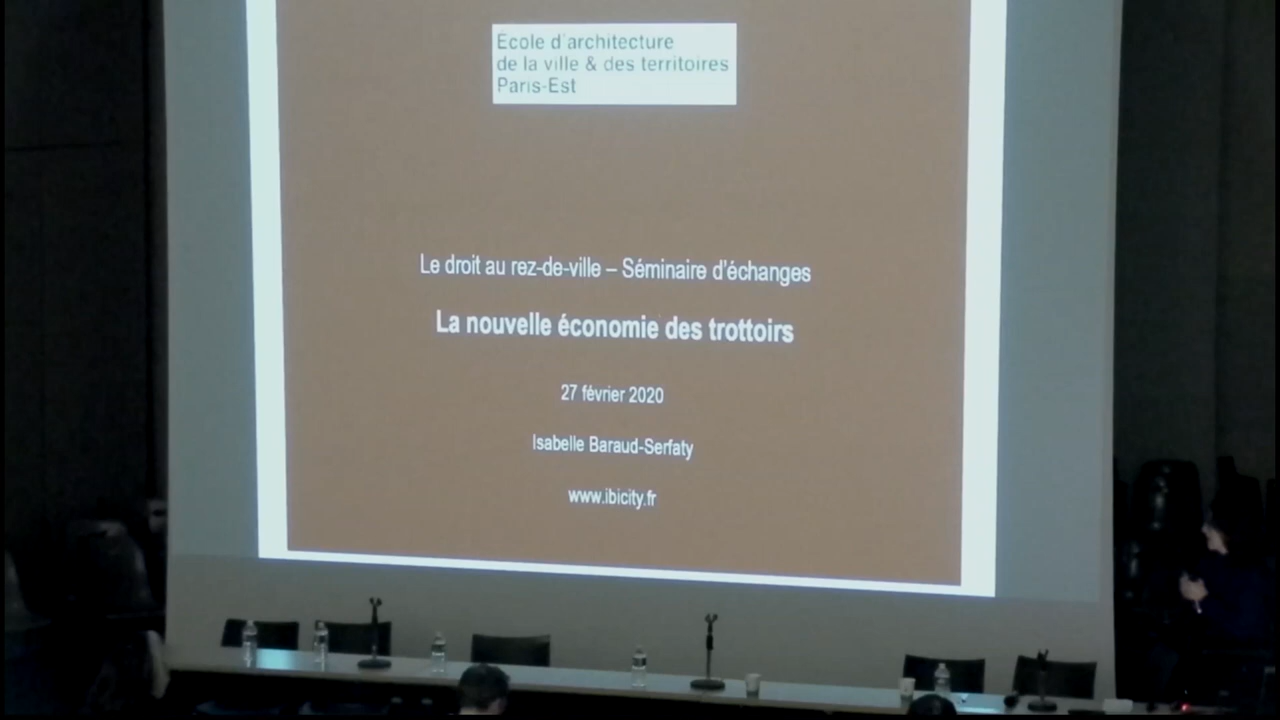 Ecole d'architecture
de la ville & des territoires
Paris-Est
Le droit au rez-de-ville – Séminaire d'échanges
La nouvelle économie des trottoirs
27 février 2020
Isabelle Baraud-Serfaty
www.ibicity.fr